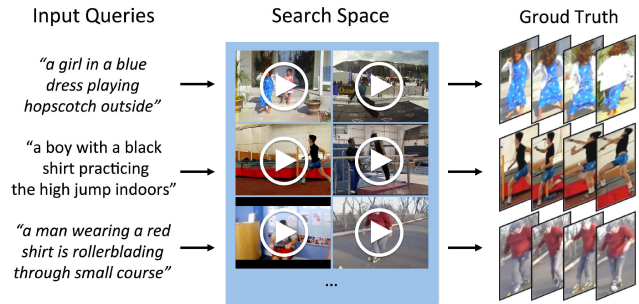 Input Queries
Search Space
Groud Truth
“a girl in a blue
dress playing
hopscotch outside”
“a boy with a black
shirt practicing
the high jump indoors”
“a man wearing a red
shirt is rollerblading
through small course”
...